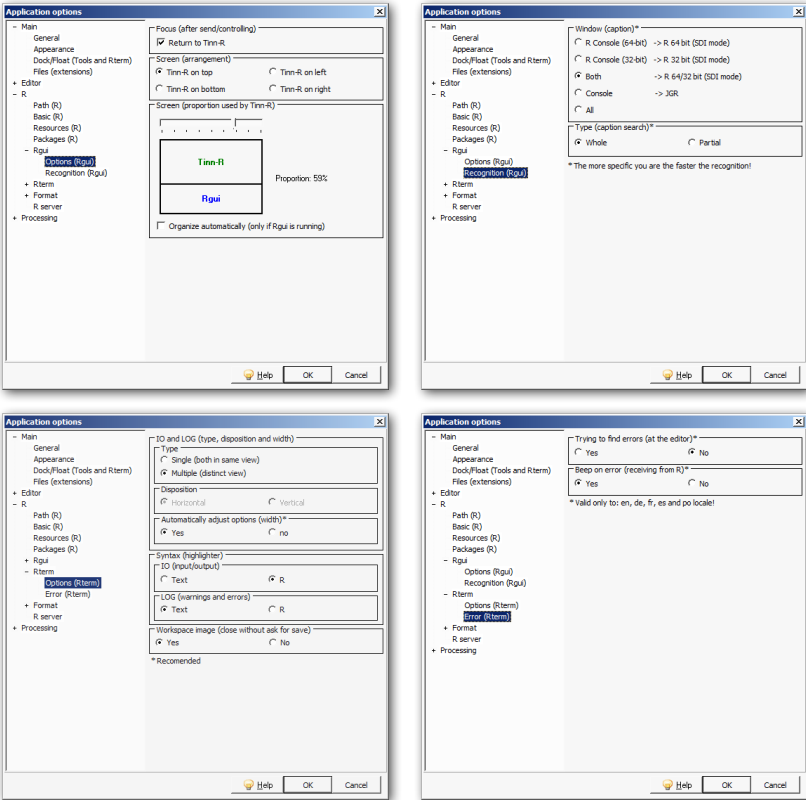 Application options
− Main
General
Appearance
Dock/Float (Tools and Rterm)
Files (extensions)
+ Editor
− R
Path (R)
Basic (R)
Resources (R)
Packages (R)
− Rgui
Options (Rgui)
Recognition (Rgui)
+ Rterm
+ Format
R server
+ Processing
Focus (after send/controlling)
Return to Tinn-R
Screen (arrangement)
Tinn-R on top Tinn-R on left
Tinn-R on bottom Tinn-R on right
Screen (proportion used by Tinn-R)
Tinn-R
Proportion: 59%
Rgui
Organize automatically (only if Rgui is running)
Help OK Cancel
Application options
− Main
General
Appearance
Dock/Float (Tools and Rterm)
Files (extensions)
+ Editor
− R
Path (R)
Basic (R)
Resources (R)
Packages (R)
− Rgui
Options (Rgui)
Recognition (Rgui)
+ Rterm
+ Format
R server
+ Processing
Window (caption)*
R Console (64-bit) -> R 64 bit (SDI mode)
R Console (32-bit) -> R 32 bit (SDI mode)
Both -> R 64/32 bit (SDI mode)
Console -> JGR
All
Type (caption search)*
Whole Partial
* The more specific you are the faster the recognition!
Help OK Cancel
Application options
− Main
General
Appearance
Dock/Float (Tools and Rterm)
Files (extensions)
+ Editor
− R
Path (R)
Basic (R)
Resources (R)
Packages (R)
+ Rgui
− Rterm
Options (Rterm)
Error (Rterm)
+ Format
R server
+ Processing
IO and LOG (type, disposition and width)
Type
Single (both in same view)
Multiple (distinct view)
Disposition
Horizontal Vertical
Automatically adjust options (width)*
Yes no
Syntax (highlighter)
IO (input/output)
Text R
LOG (warnings and errors)
Text R
Workspace image (close without ask for save)
Yes No
* Recomended
Help OK Cancel
Application options
− Main
General
Appearance
Dock/Float (Tools and Rterm)
Files (extensions)
+ Editor
− R
Path (R)
Basic (R)
Resources (R)
Packages (R)
− Rgui
Options (Rgui)
Recognition (Rgui)
− Rterm
Options (Rterm)
Error (Rterm)
+ Format
R server
+ Processing
Trying to find errors (at the editor)*
Yes No
Beep on error (receiving from R)*
Yes No
* Valid only to: en, de, fr, es and po locale!
Help OK Cancel